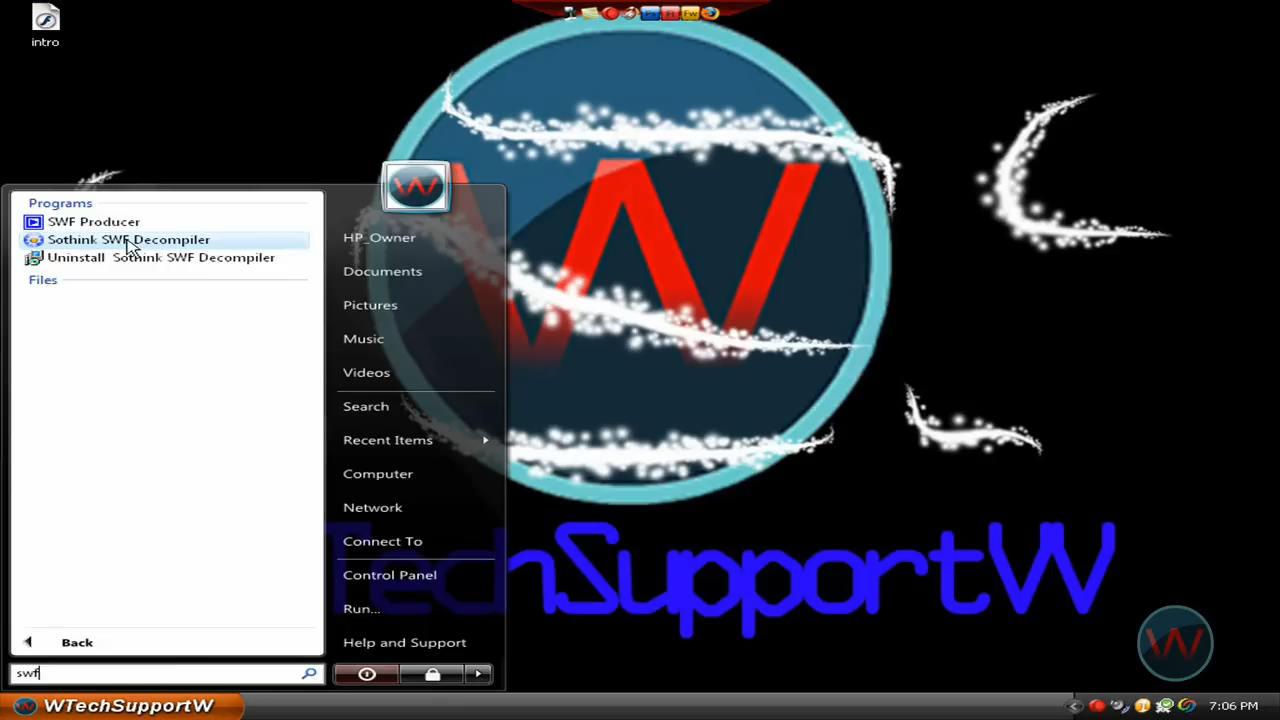 intro
Programs
SWF Producer
Sothink SWF Decompiler
Uninstall Sothink SWF Decompiler
Files
Back
swf
HP_Owner
Documents
Pictures
Music
Videos
Search
Recent Items
Computer
Network
Connect To
Control Panel
Run...
Help and Support
W
TechSupportW
W
WTechSupportW
7:06 PM